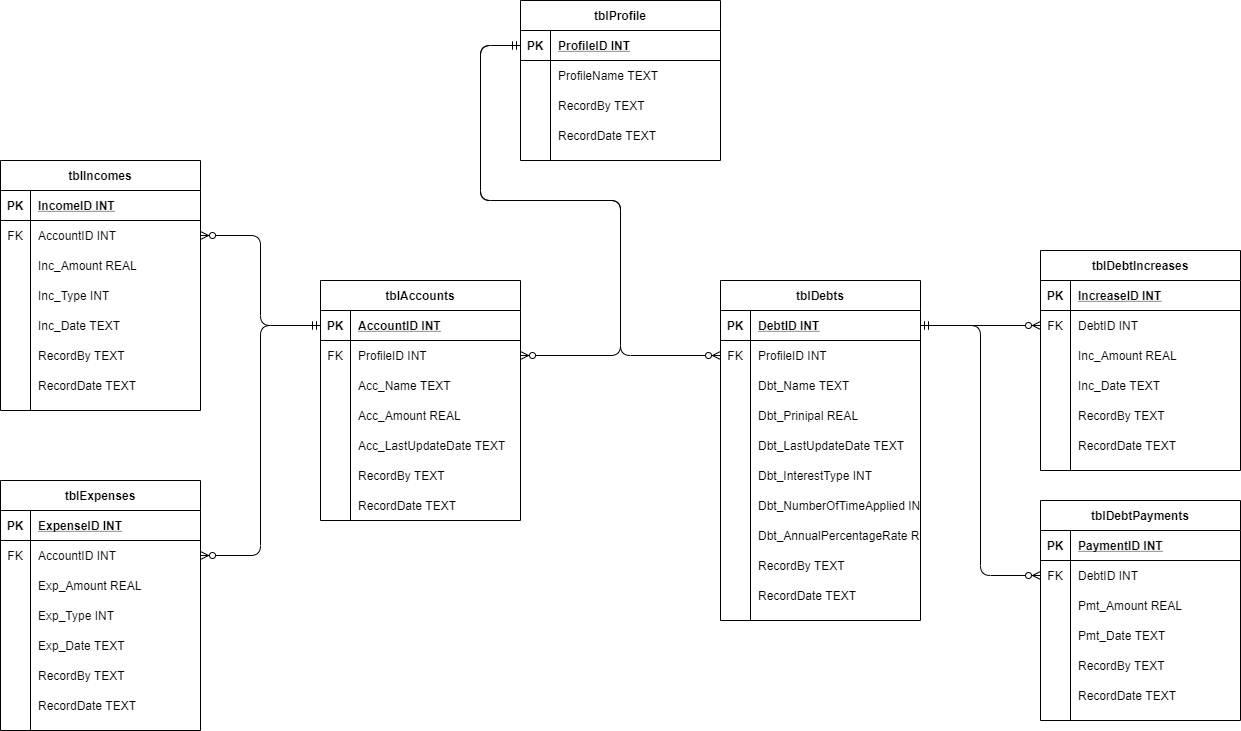 tblProfile
PK ProfileID INT
ProfileName TEXT
RecordBy TEXT
RecordDate TEXT
tblIncomes
PK IncomeID INT
FK AccountID INT
Inc_Amount REAL
Inc_Type INT
Inc_Date TEXT
RecordBy TEXT
RecordDate TEXT
tblExpenses
PK ExpenseID INT
FK AccountID INT
Exp_Amount REAL
Exp_Type INT
Exp_Date TEXT
RecordBy TEXT
RecordDate TEXT
tblAccounts
PK AccountID INT
FK ProfileID INT
Acc_Name TEXT
Acc_Amount REAL
Acc_LastUpdateDate TEXT
RecordBy TEXT
RecordDate TEXT
tblDebts
PK DebtID INT
FK ProfileID INT
Dbt_Name TEXT
Dbt_Prinipal REAL
Dbt_LastUpdateDate TEXT
Dbt_InterestType INT
Dbt_NumberOfTimeApplied IN
Dbt_AnnualPercentageRate R
RecordBy TEXT
RecordDate TEXT
tblDebtIncreases
PK IncreaseID INT
FK DebtID INT
Inc_Amount REAL
Inc_Date TEXT
RecordBy TEXT
RecordDate TEXT
tblDebtPayments
PK PaymentID INT
FK DebtID INT
Pmt_Amount REAL
Pmt_Date TEXT
RecordBy TEXT
RecordDate TEXT